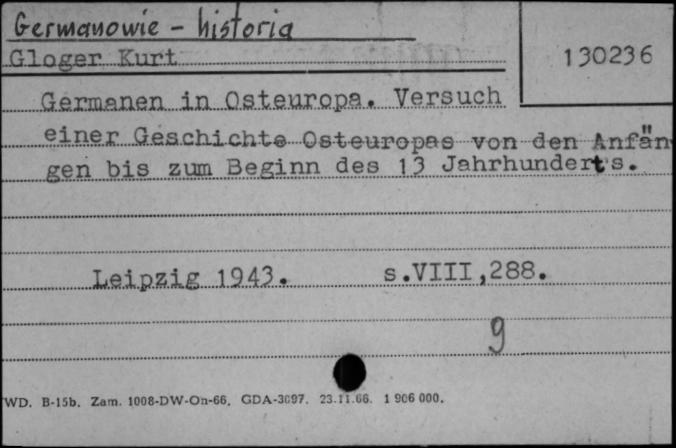 Germanowie - historia
Gloger Kurt
130236
Germanen in Osteuropa. Versuch
einer Geschichte Osteuropas von den Anfän
gen bis zum Beginn des 13 Jahrhunderts.
Leipzig 1943. s.VIII,288.
9
WD. B-15b. Zam. 1008-DW-On-66. GDA-3097. 23.11.66. 1 906 000.